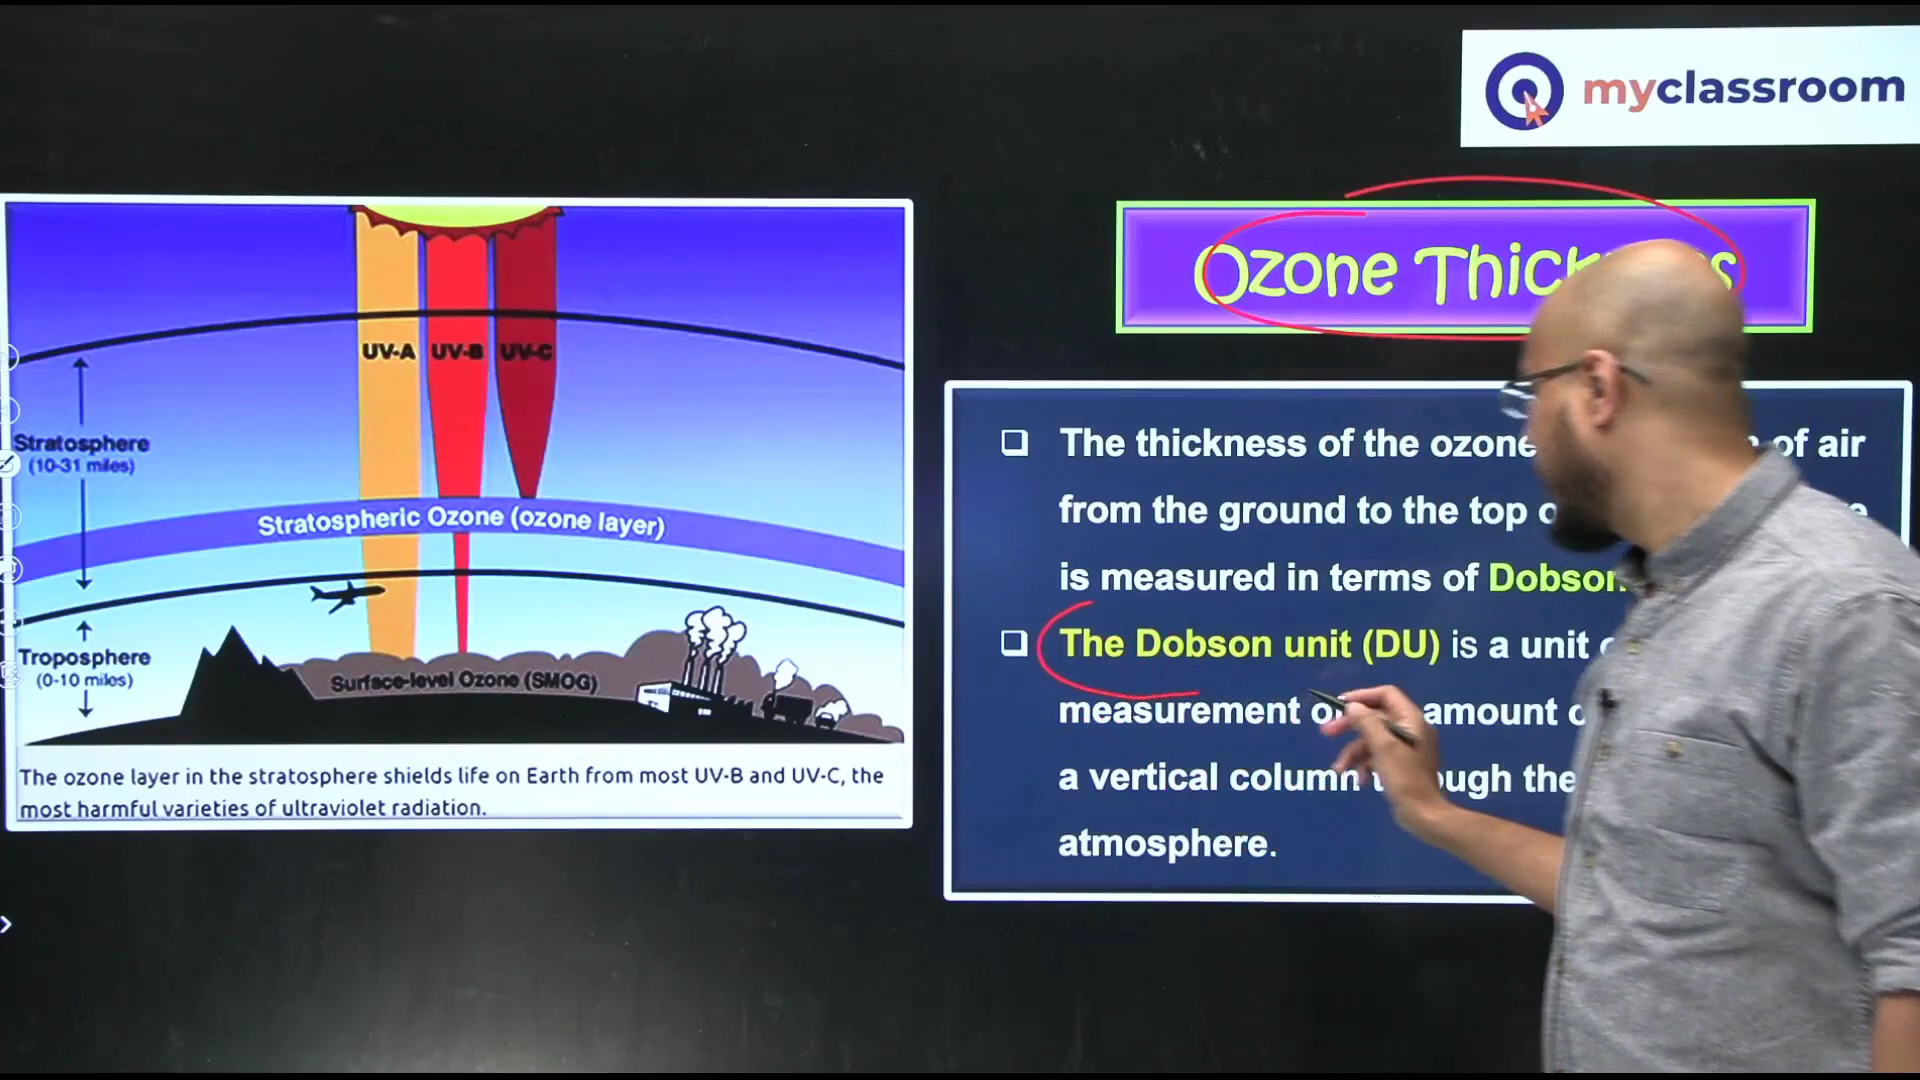 myclassroom
Ozone
UV-A UV-B UV-C
Stratosphere
(10-31 miles)
Stratospheric Ozone (ozone layer)
Troposphere
(0-10 miles)
Surface-level Ozone (SMOG)
The ozone layer in the stratosphere shields life on Earth from most UV-B and UV-C, the
most harmful varieties of ultraviolet radiation.
The thickness of the ozone of air
from the ground to the top
is measured in terms of Dobson
The Dobson unit (DU) is a unit
measurement amount
a vertical column the
atmosphere.